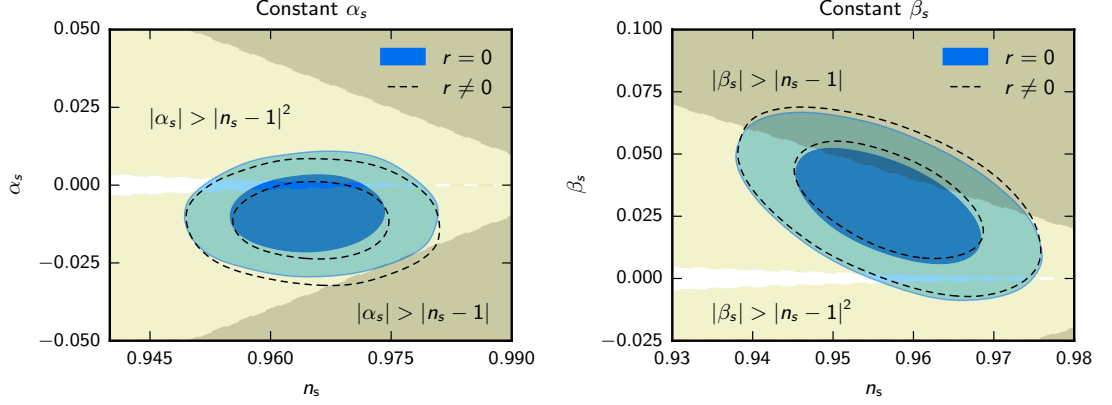 Constant αₛ
0.050
0.025
0.000
−0.025
−0.050
αₛ
r = 0
r ≠ 0
|αₛ| > |nₛ − 1|²
|αₛ| > |nₛ − 1|
0.945
0.960
0.975
0.990
nₛ
Constant βₛ
0.100
0.075
0.050
0.025
0.000
−0.025
βₛ
r = 0
r ≠ 0
|βₛ| > |nₛ − 1|
|βₛ| > |nₛ − 1|²
0.93
0.94
0.95
0.96
0.97
0.98
nₛ